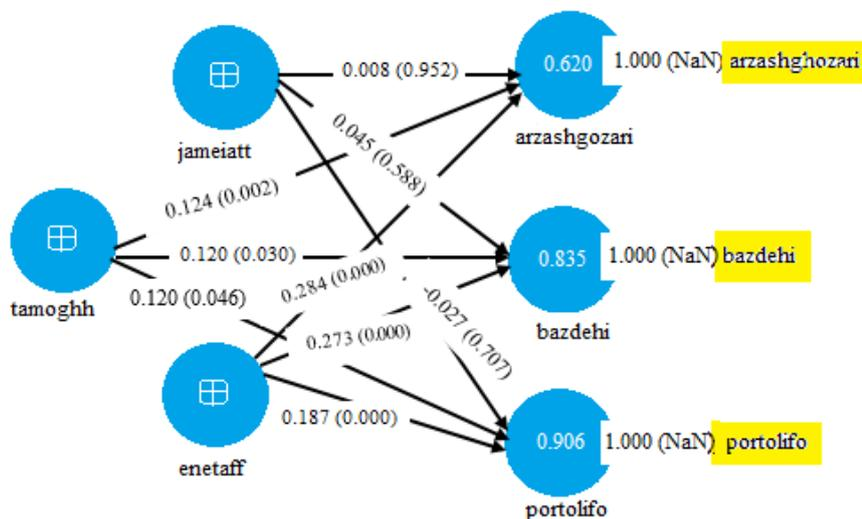 0.008 (0.952)
0.620
1.000 (NaN)
arzashghozari
jameiatt
arzashgozari
0.045 (0.588)
0.124 (0.002)
0.120 (0.030)
0.835
1.000 (NaN)
bazdehi
tamoghh
0.120 (0.046)
0.284 (0.000)
-0.027 (0.707)
bazdehi
0.273 (0.000)
0.187 (0.000)
0.906
1.000 (NaN)
portolifo
enetaff
portolifo